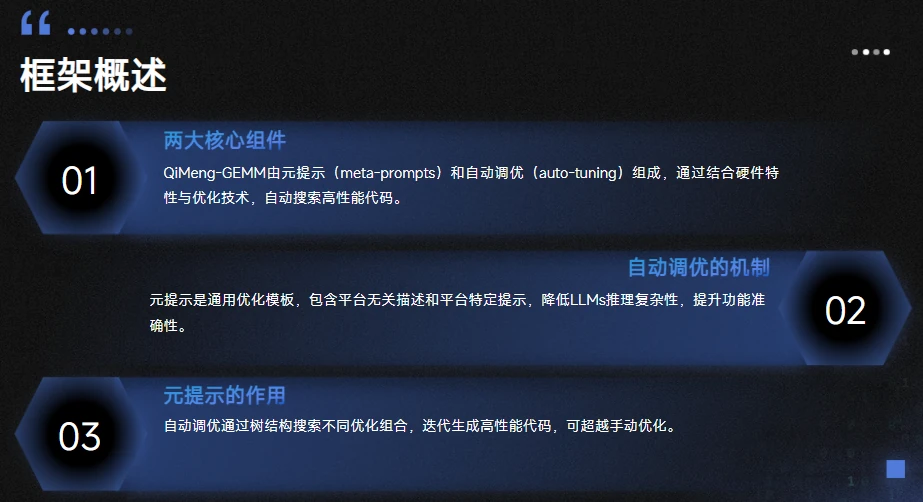 框架概述
01
两大核心组件
QiMeng-GEMM由元提示（meta-prompts）和自动调优（auto-tuning）组成，通过结合硬件特
性与优化技术，自动搜索高性能代码。
自动调优的机制
元提示是通用优化模板，包含平台无关描述和平台特定提示，降低LLMs推理复杂性，提升功能准
确性。
02
03
元提示的作用
自动调优通过树结构搜索不同优化组合，迭代生成高性能代码，可超越手动优化。